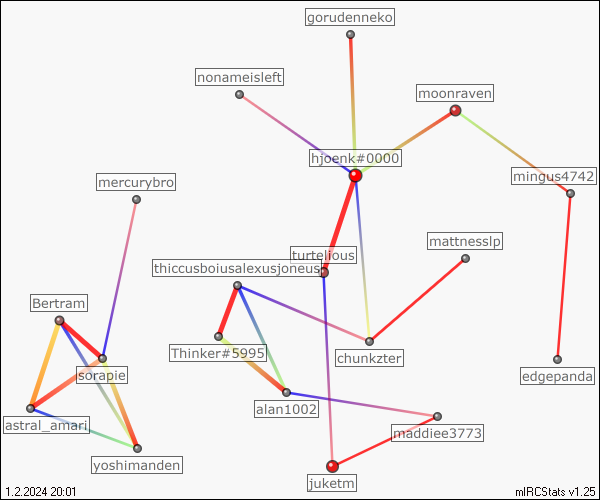 gorudenneko
nonameisleft
moonraven
hjoenk#0000
mingus4742
mercurybro
mattnesslp
turtelious
thiccusboiusalexusjoneus
Bertram
Thinker#5995
chunkzter
sorapie
edgepanda
alan1002
astral_amari
maddiee3773
yoshimanden
juketm
1.2.2024 20:01
mIRCStats v1.25